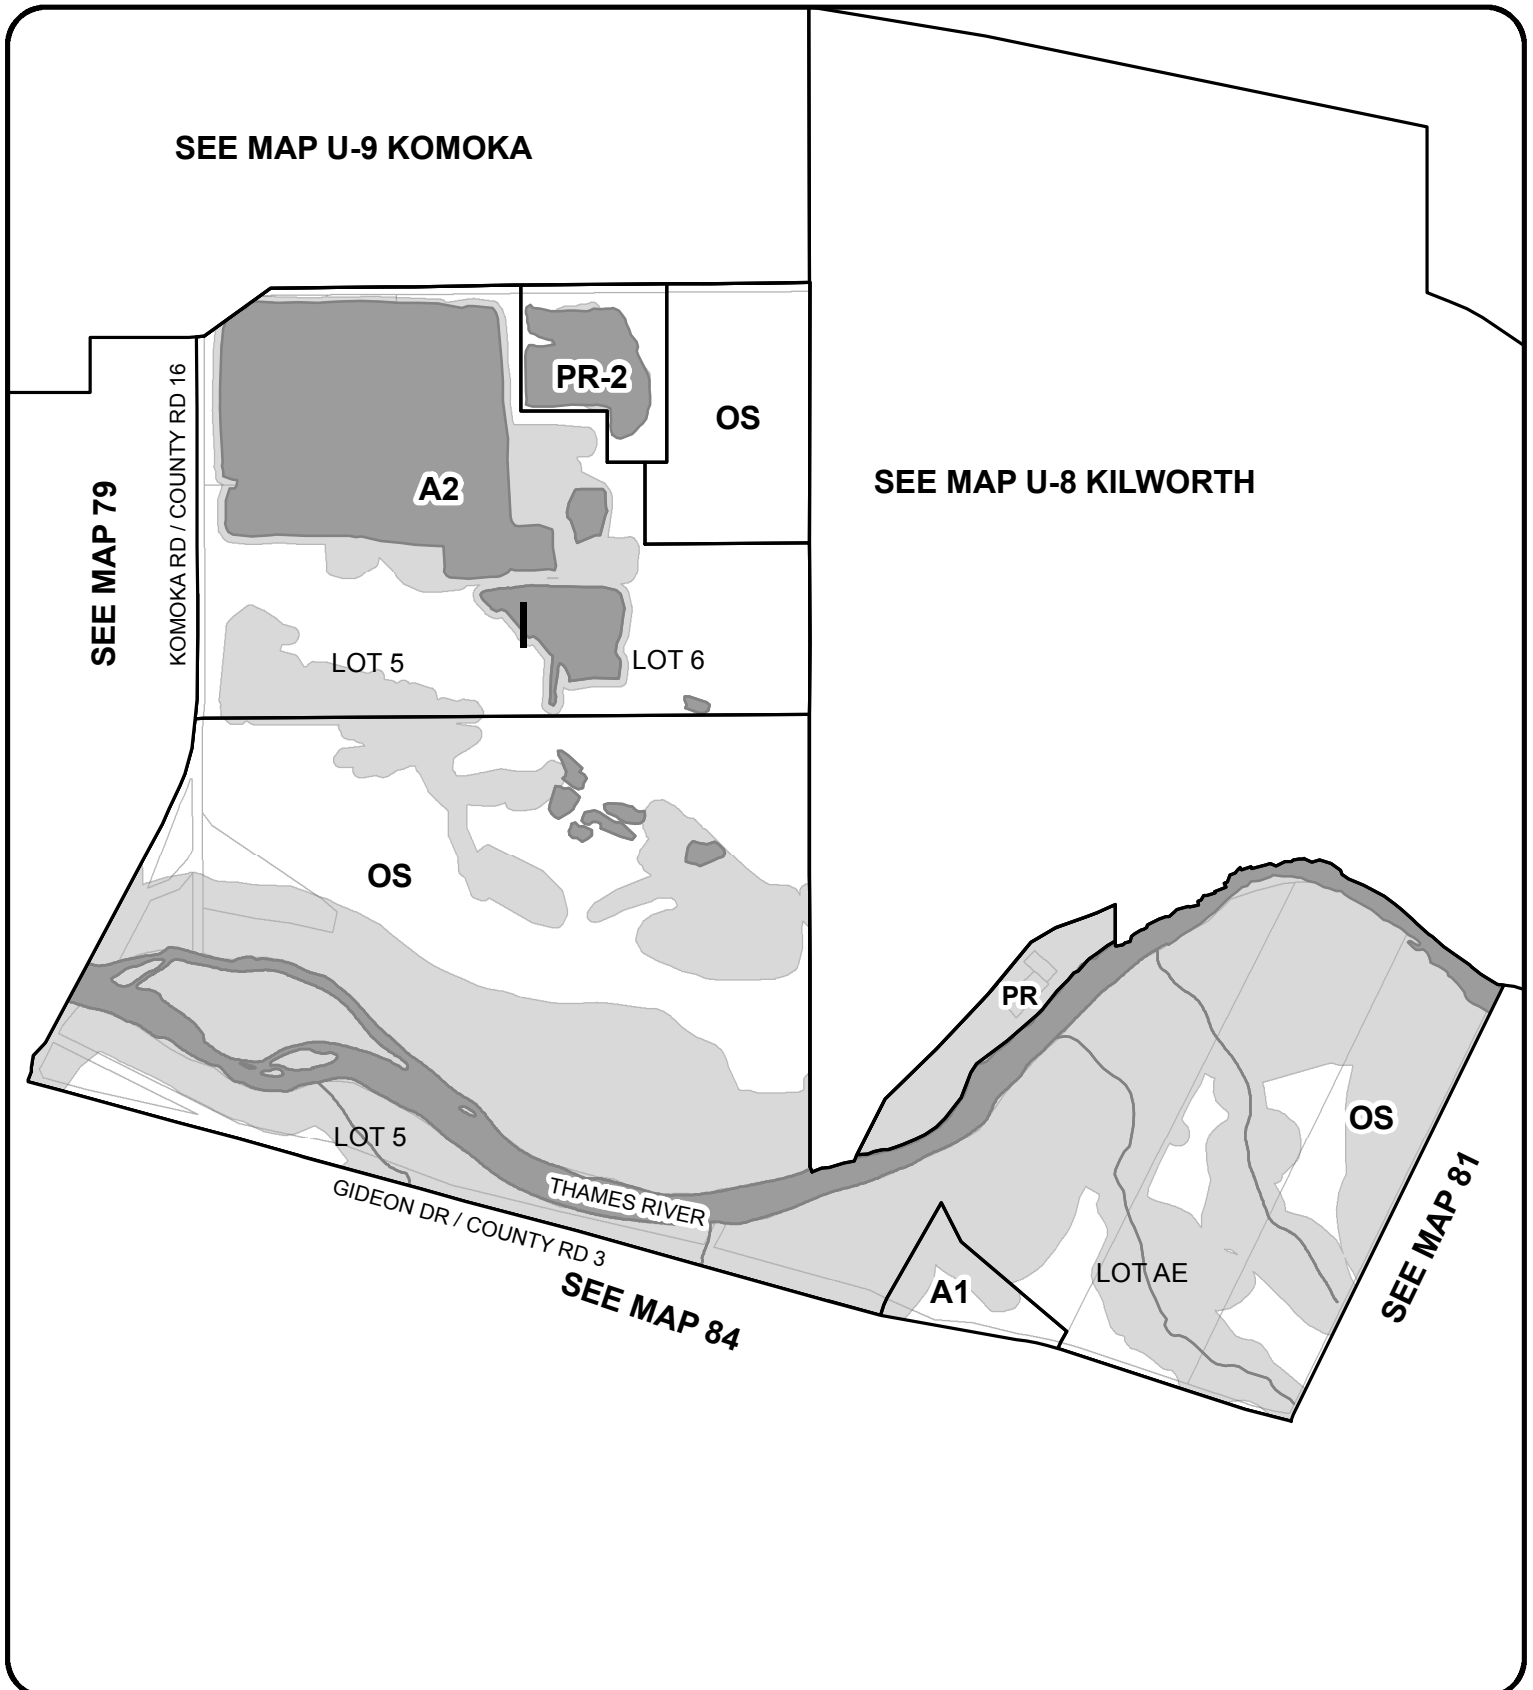 SEE MAP U-9 KOMOKA
PR-2
OS
A2
SEE MAP U-8 KILWORTH
KOMOKA RD / COUNTY RD 16
SEE MAP 79
LOT 5
LOT 6
OS
PR
OS
LOT 5
THAMES RIVER
GIDEON DR / COUNTY RD 3
SEE MAP 84
A1
LOT AE
SEE MAP 81